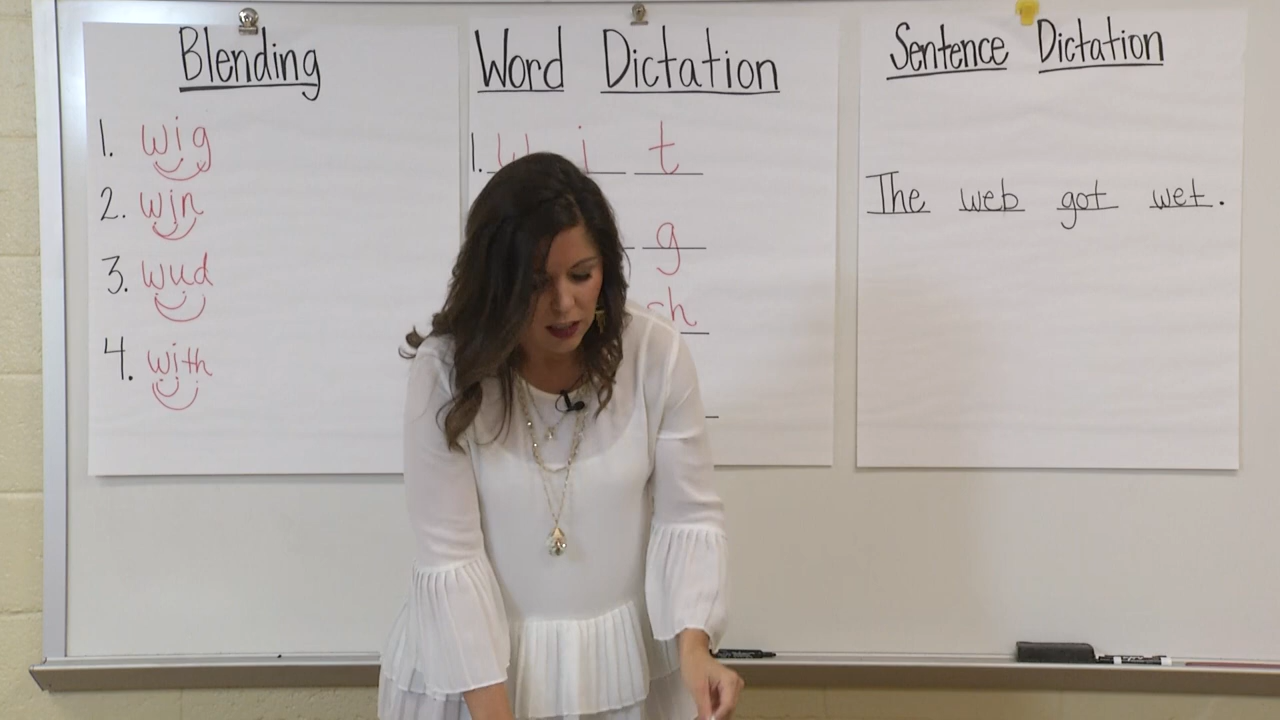 Blending
1. wig
2. win
3. wud
4. with
Word Dictation
1. w i t
g
sh
Sentence Dictation
The web got wet.